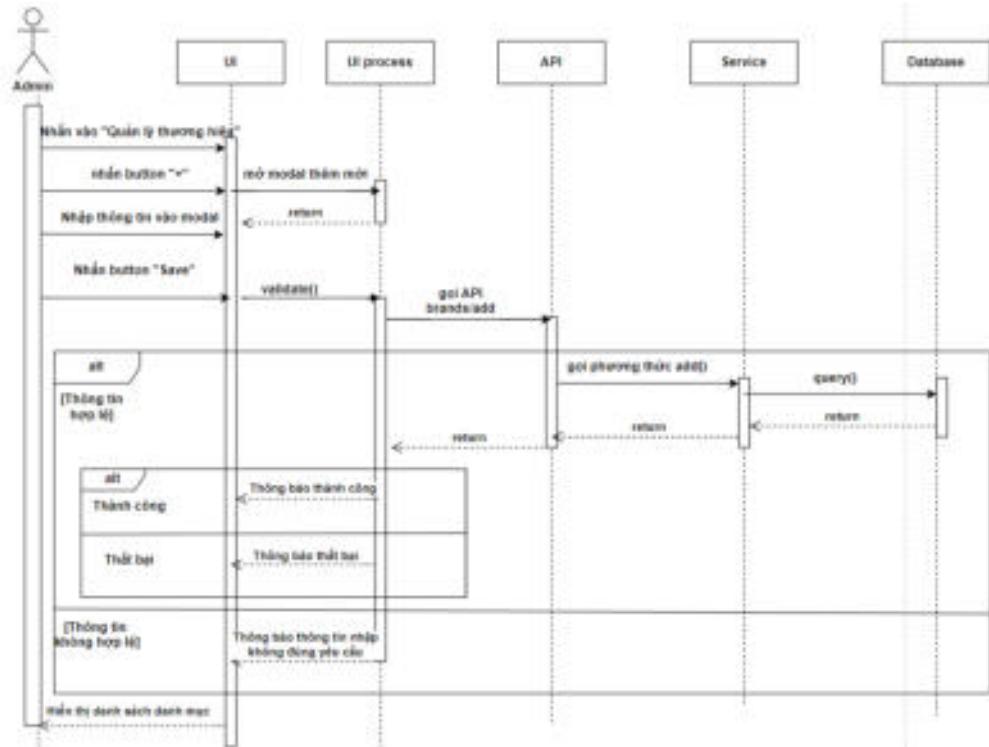 Admin
UI
UI process
API
Service
Database
Nhấn vào "Quản lý thương hiệu"
nhấn button "+"
mở modal thêm mới
return
Nhập thông tin vào modal
Nhấn button "Save"
validate()
gọi API
brands/add
alt
[Thông tin
hợp lệ]
gọi phương thức add()
query()
return
return
return
alt
Thông báo thành công
Thành công
Thất bại
Thông báo thất bại
[Thông tin
không hợp lệ]
Thông báo thông tin nhập
không đúng yêu cầu
Hiển thị danh sách danh mục